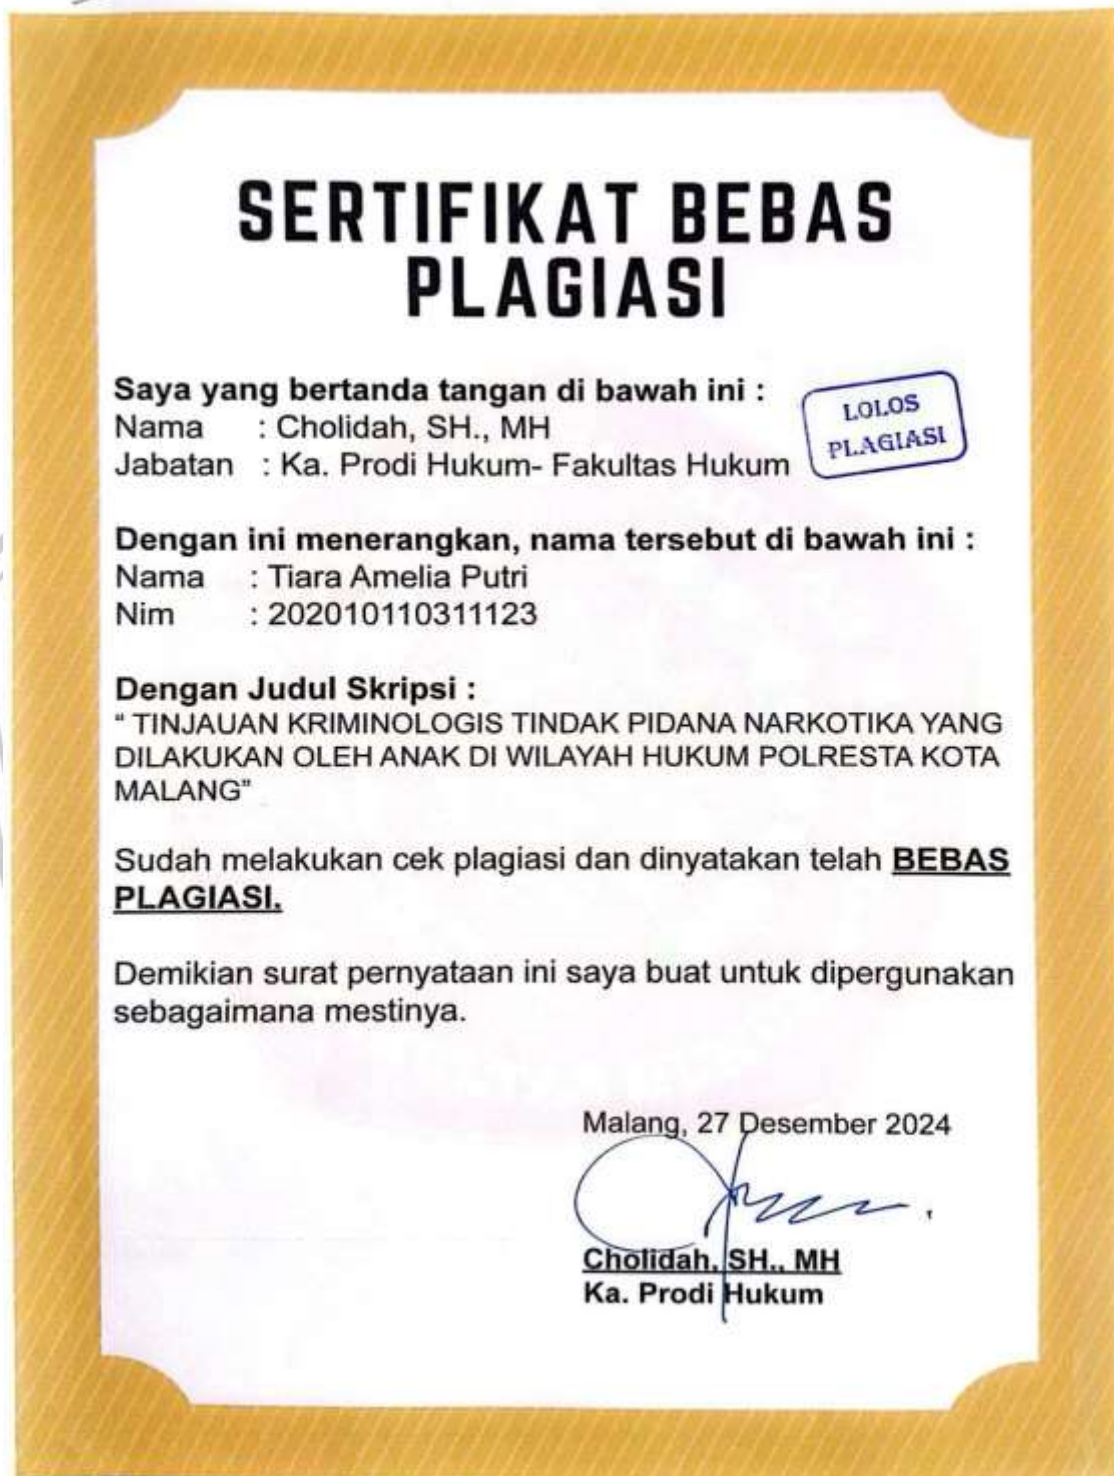 SERTIFIKAT BEBAS
PLAGIASI
Saya yang bertanda tangan di bawah ini :
Nama : Cholidah, SH., MH
Jabatan : Ka. Prodi Hukum- Fakultas Hukum
LOLOS
PLAGIASI
Dengan ini menerangkan, nama tersebut di bawah ini :
Nama : Tiara Amelia Putri
Nim : 202010110311123
Dengan Judul Skripsi :
“ TINJAUAN KRIMINOLOGIS TINDAK PIDANA NARKOTIKA YANG
DILAKUKAN OLEH ANAK DI WILAYAH HUKUM POLRESTA KOTA
MALANG”
Sudah melakukan cek plagiasi dan dinyatakan telah BEBAS
PLAGIASI.
Demikian surat pernyataan ini saya buat untuk dipergunakan
sebagaimana mestinya.
Malang, 27 Desember 2024
Cholidah, SH., MH
Ka. Prodi Hukum